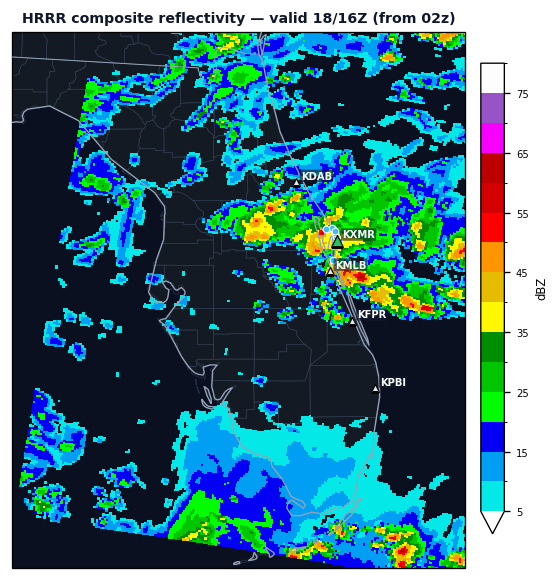 HRRR composite reflectivity — valid 18/16Z (from 02z)
KDAB
KXMR
KMLB
KFPR
KPBI
75
65
55
45
35
25
15
5
dBZ